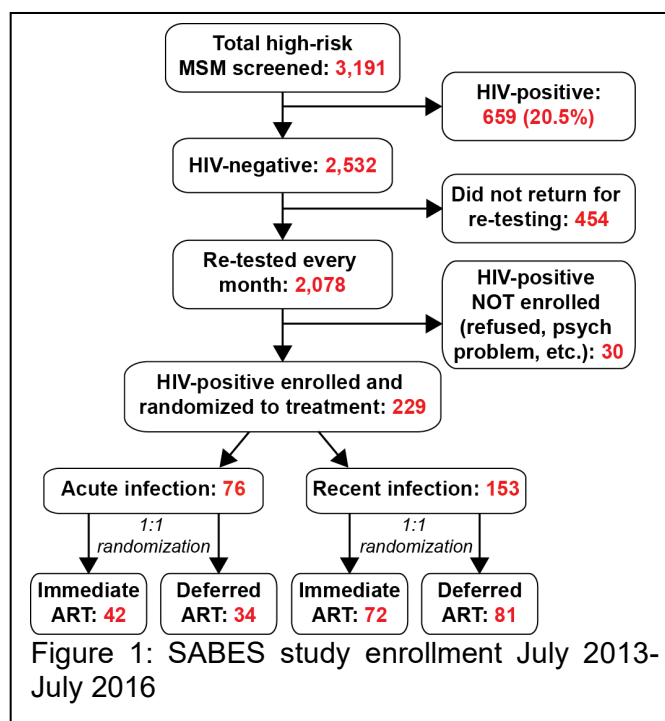 Total high-risk
MSM screened: 3,191
HIV-positive:
659 (20.5%)
HIV-negative: 2,532
Did not return for
re-testing: 454
Re-tested every
month: 2,078
HIV-positive
NOT enrolled
(refused, psych
problem, etc.): 30
HIV-positive enrolled and
randomized to treatment: 229
Acute infection: 76
Recent infection: 153
1:1
randomization
1:1
randomization
Immediate
ART: 42
Deferred
ART: 34
Immediate
ART: 72
Deferred
ART: 81
Figure 1: SABES study enrollment July 2013-
July 2016